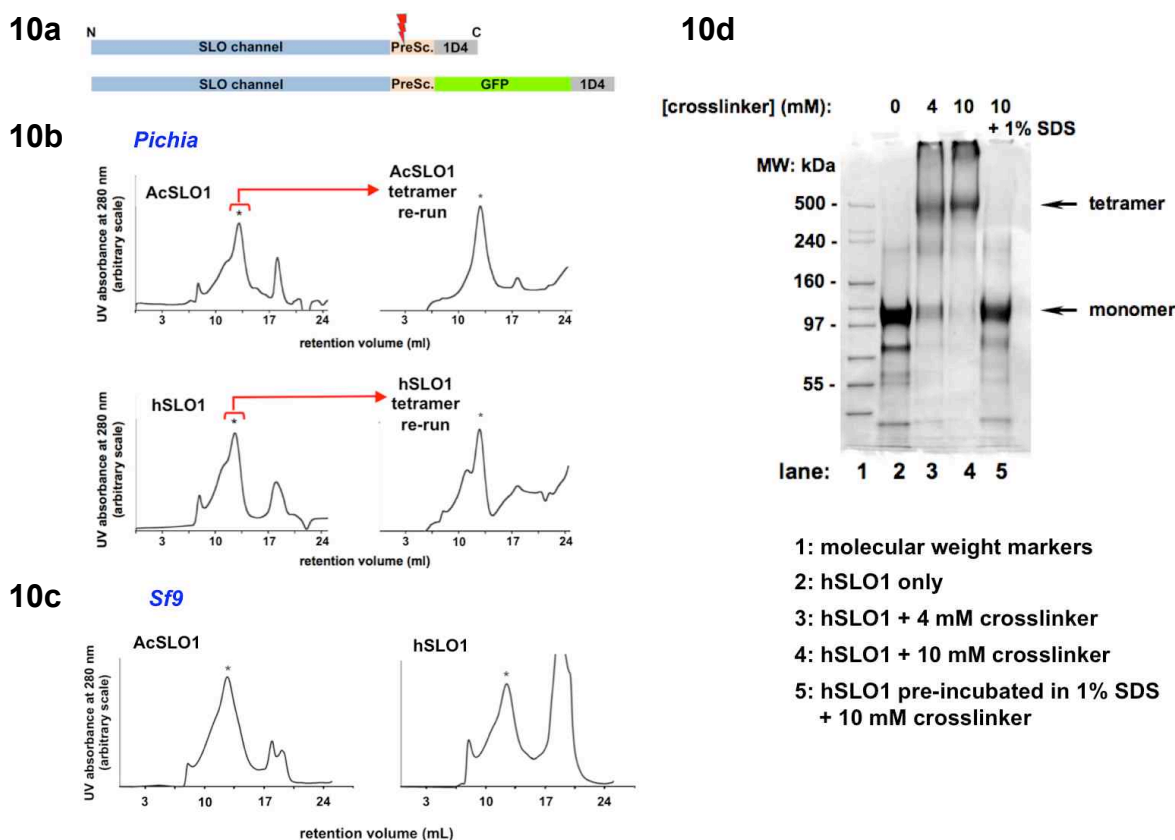 10a
N
C
SLO channel
PreSc.
1D4
SLO channel
PreSc.
GFP
1D4
10b
Pichia
UV absorbance at 280 nm
(arbitrary scale)
AcSLO1
*
AcSLO1
tetramer
re-run
*
3 10 17 24
3 10 17 24
retention volume (ml)
UV absorbance at 280 nm
(arbitrary scale)
hSLO1
*
hSLO1
tetramer
re-run
*
3 10 17 24
3 10 17 24
retention volume (ml)
10c
Sf9
UV absorbance at 280 nm
(arbitrary scale)
AcSLO1
*
hSLO1
*
3 10 17 24
3 10 17 24
retention volume (mL)
10d
[crosslinker] (mM): 0 4 10 10
+ 1% SDS
MW: kDa
500 -
240 -
160 -
97 -
55 -
tetramer
monomer
lane: 1 2 3 4 5
1: molecular weight markers
2: hSLO1 only
3: hSLO1 + 4 mM crosslinker
4: hSLO1 + 10 mM crosslinker
5: hSLO1 pre-incubated in 1% SDS
+ 10 mM crosslinker